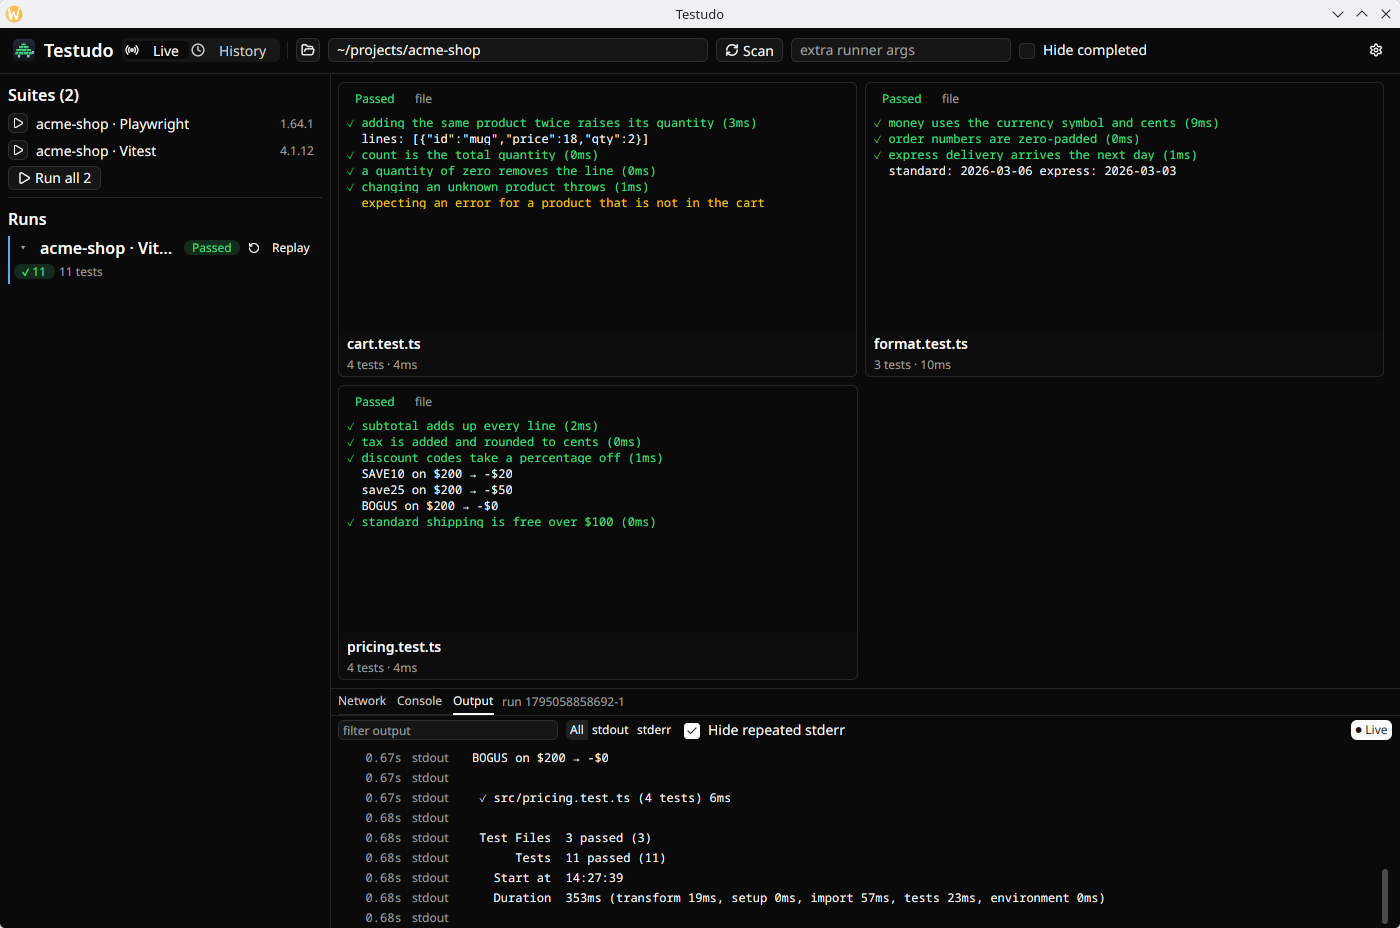 Testudo
Testudo
Live
History
~/projects/acme-shop
Scan
extra runner args
Hide completed
Suites (2)
acme-shop · Playwright 1.64.1
acme-shop · Vitest 4.1.12
Run all 2
Runs
acme-shop · Vit... Passed Replay
✓ 11 11 tests
Passed file
✓ adding the same product twice raises its quantity (3ms)
lines: [{"id":"mug","price":18,"qty":2}]
✓ count is the total quantity (0ms)
✓ a quantity of zero removes the line (0ms)
✓ changing an unknown product throws (1ms)
expecting an error for a product that is not in the cart
cart.test.ts
4 tests · 4ms
Passed file
✓ money uses the currency symbol and cents (9ms)
✓ order numbers are zero-padded (0ms)
✓ express delivery arrives the next day (1ms)
standard: 2026-03-06 express: 2026-03-03
format.test.ts
3 tests · 10ms
Passed file
✓ subtotal adds up every line (2ms)
✓ tax is added and rounded to cents (0ms)
✓ discount codes take a percentage off (1ms)
SAVE10 on $200 → -$20
save25 on $200 → -$50
BOGUS on $200 → -$0
✓ standard shipping is free over $100 (0ms)
pricing.test.ts
4 tests · 4ms
Network Console Output run 1795058858692-1
filter output All stdout stderr Hide repeated stderr Live
0.67s stdout BOGUS on $200 → -$0
0.67s stdout
0.67s stdout ✓ src/pricing.test.ts (4 tests) 6ms
0.68s stdout
0.68s stdout Test Files 3 passed (3)
0.68s stdout Tests 11 passed (11)
0.68s stdout Start at 14:27:39
0.68s stdout Duration 353ms (transform 19ms, setup 0ms, import 57ms, tests 23ms, environment 0ms)
0.68s stdout